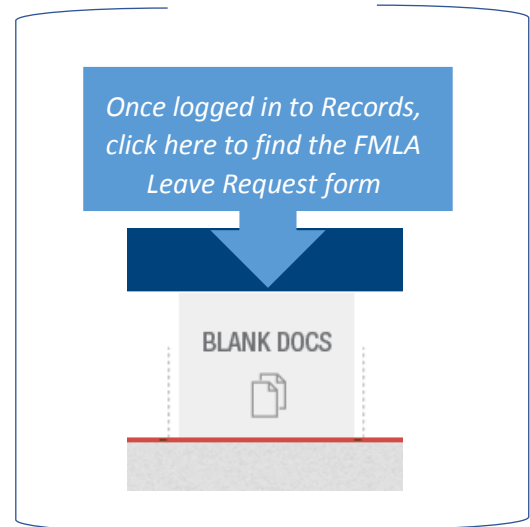 Once logged in to Records,
click here to find the FMLA
Leave Request form
BLANK DOCS